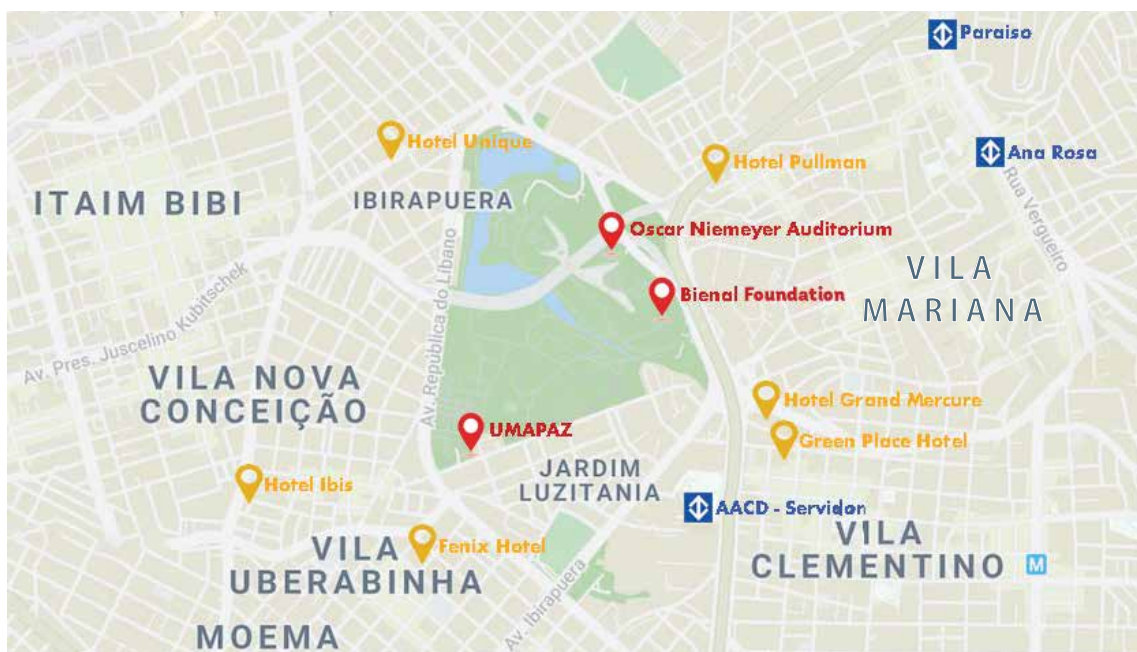 Paraiso
Hotel Unique
Hotel Pullman
Ana Rosa
ITAIM BIBI
IBIRAPUERA
Oscar Niemeyer Auditorium
Rua Vergueiro
Av. República do Líbano
VILA
MARIANA
Bienal Foundation
Av. Pres. Juscelino Kubitschek
VILA NOVA
CONCEIÇÃO
Hotel Grand Mercure
UMAPAZ
Green Place Hotel
JARDIM
LUZITANIA
Hotel Ibis
AACD - Servidon
Fenix Hotel
VILA
UBERABINHA
VILA
CLEMENTINO
M
Av. Ibirapuera
MOEMA